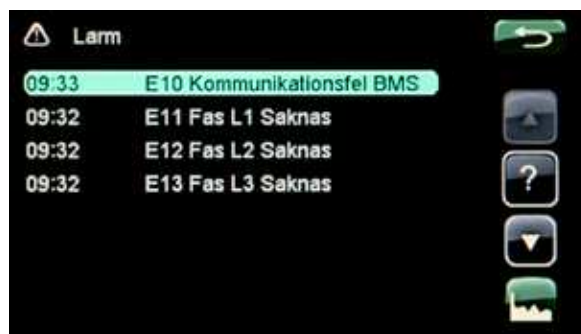 Larm
09:33 E10 Kommunikationsfel BMS
09:32 E11 Fas L1 Saknas
09:32 E12 Fas L2 Saknas
09:32 E13 Fas L3 Saknas
?